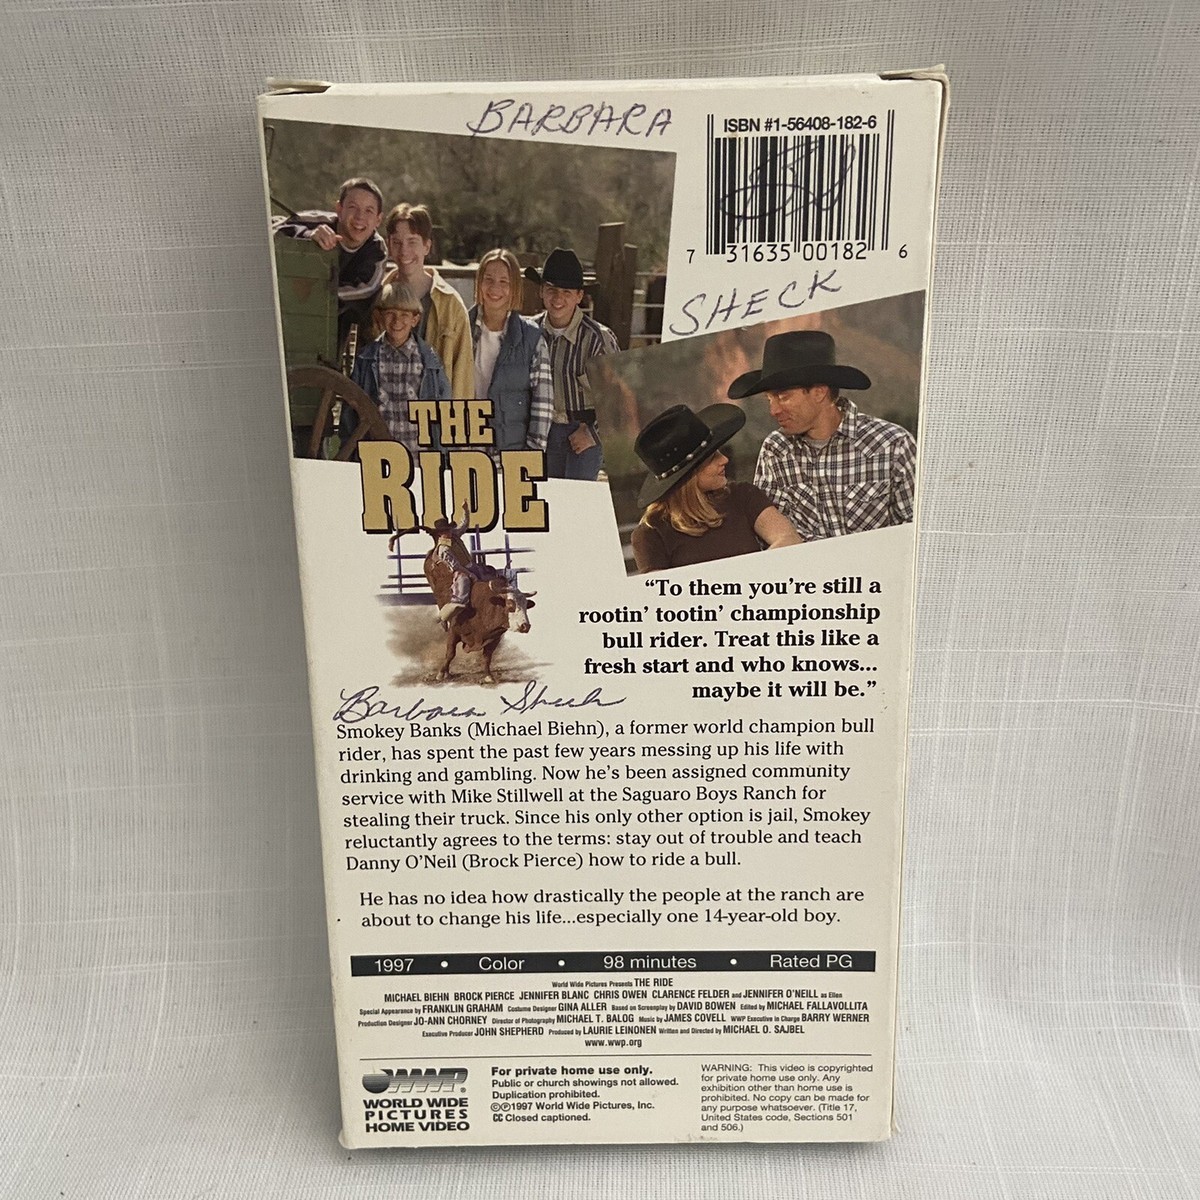 BARBARA
ISBN #1-56408-182-6
BS
7 31635 00182 6
SHECK
THE
RIDE
“To them you’re still a
rootin’ tootin’ championship
bull rider. Treat this like a
fresh start and who knows...
maybe it will be.”
Barbara Sheck
Smokey Banks (Michael Biehn), a former world champion bull
rider, has spent the past few years messing up his life with
drinking and gambling. Now he’s been assigned community
service with Mike Stillwell at the Saguaro Boys Ranch for
stealing their truck. Since his only other option is jail, Smokey
reluctantly agrees to the terms: stay out of trouble and teach
Danny O’Neil (Brock Pierce) how to ride a bull.
He has no idea how drastically the people at the ranch are
about to change his life...especially one 14-year-old boy.
1997 • Color • 98 minutes • Rated PG
World Wide Pictures Presents THE RIDE
MICHAEL BIEHN BROCK PIERCE JENNIFER BLANC CHRIS OWEN CLARENCE FELDER and JENNIFER O’NEILL as Ellen
Special Appearance by FRANKLIN GRAHAM Costume Designer GINA ALLER Based on Screenplay by DAVID BOWEN Edited by MICHAEL FALLAVOLLITA
Production Designer JO-ANN CHORNEY Director of Photography MICHAEL T. BALOG Music by JAMES COVELL WWP Executive in Charge BARRY WERNER
Executive Producer JOHN SHEPHERD Produced by LAURIE LEINONEN Written and Directed by MICHAEL O. SAJBEL
www.wwp.org
WWP®
WORLD WIDE
PICTURES
HOME VIDEO
For private home use only.
Public or church showings not allowed.
Duplication prohibited.
©℗1997 World Wide Pictures, Inc.
CC Closed captioned.
WARNING: This video is copyrighted
for private home use only. Any
exhibition other than home use is
prohibited. No copy can be made for
any purpose whatsoever. (Title 17,
United States code, Sections 501
and 506.)